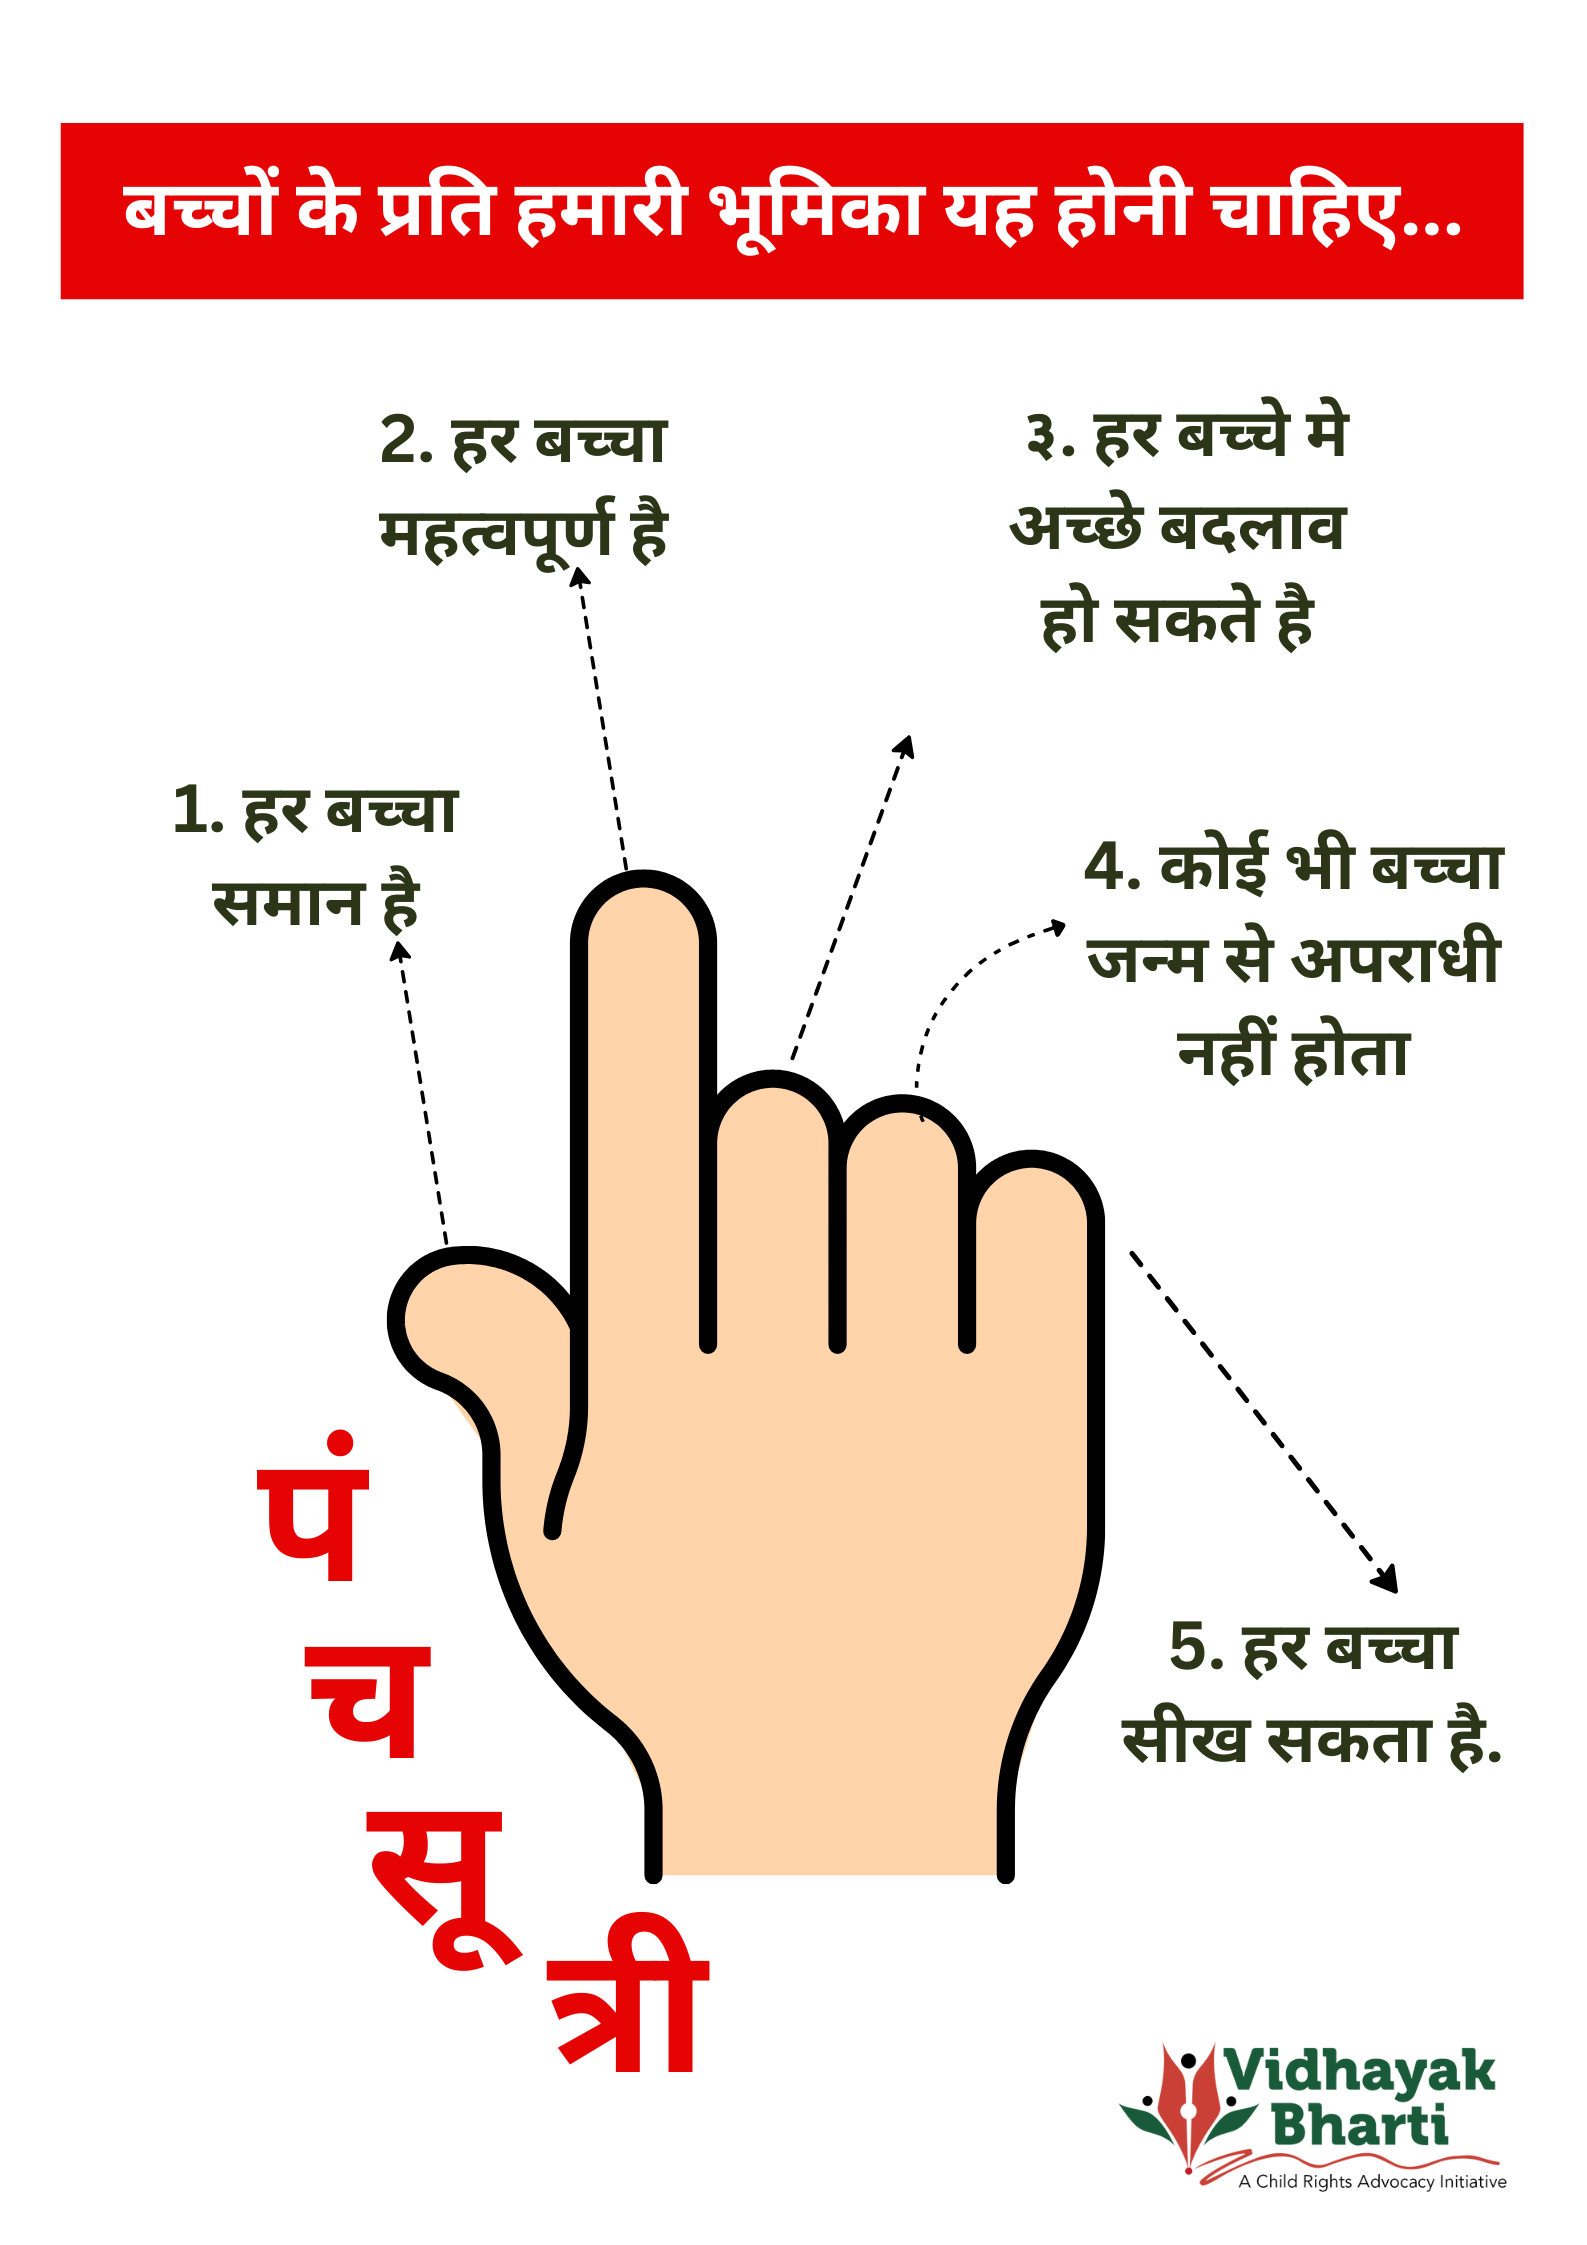 बच्चों के प्रति हमारी भूमिका यह होनी चाहिए...
1. हर बच्चा
समान है
2. हर बच्चा
महत्वपूर्ण है
३. हर बच्चे मे
अच्छे बदलाव
हो सकते है
4. कोई भी बच्चा
जन्म से अपराधी
नहीं होता
5. हर बच्चा
सीख सकता है.
पं
च
सू
त्री
Vidhayak
Bharti
A Child Rights Advocacy Initiative